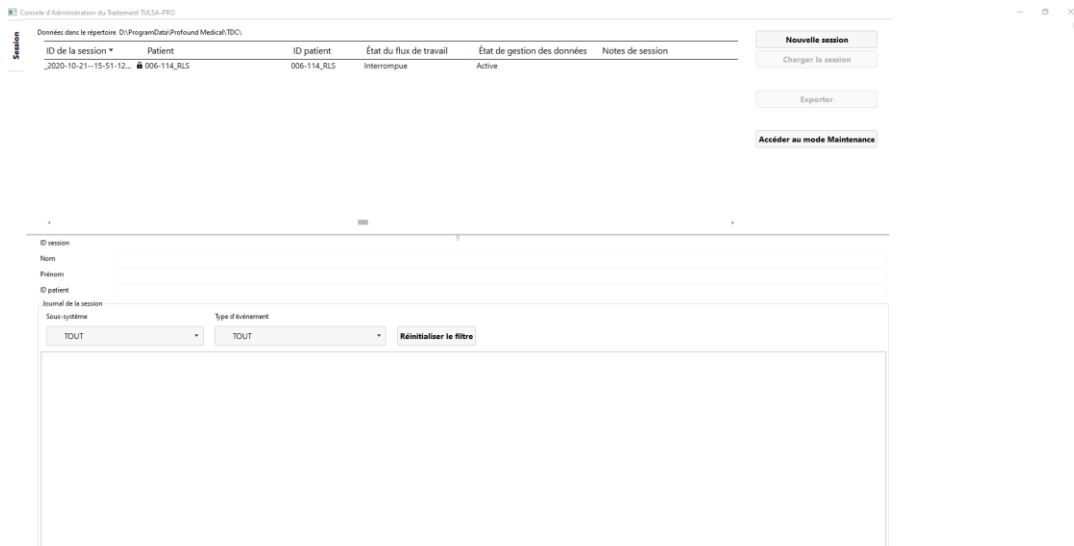 Console d'Administration du Traitement TULSA-PRO
Session
Données dans le répertoire D:\ProgramData\Profound Medical\TDC\
ID de la session Patient ID patient État du flux de travail État de gestion des données Notes de session
_2020-10-21--15-51-12... 006-114_RLS 006-114_RLS Interrompue Active
Nouvelle session
Charger la session
Exporter
Accéder au mode Maintenance
ID session
Nom
Prénom
ID patient
Journal de la session
Sous-système Type d'événement
TOUT TOUT Réinitialiser le filtre